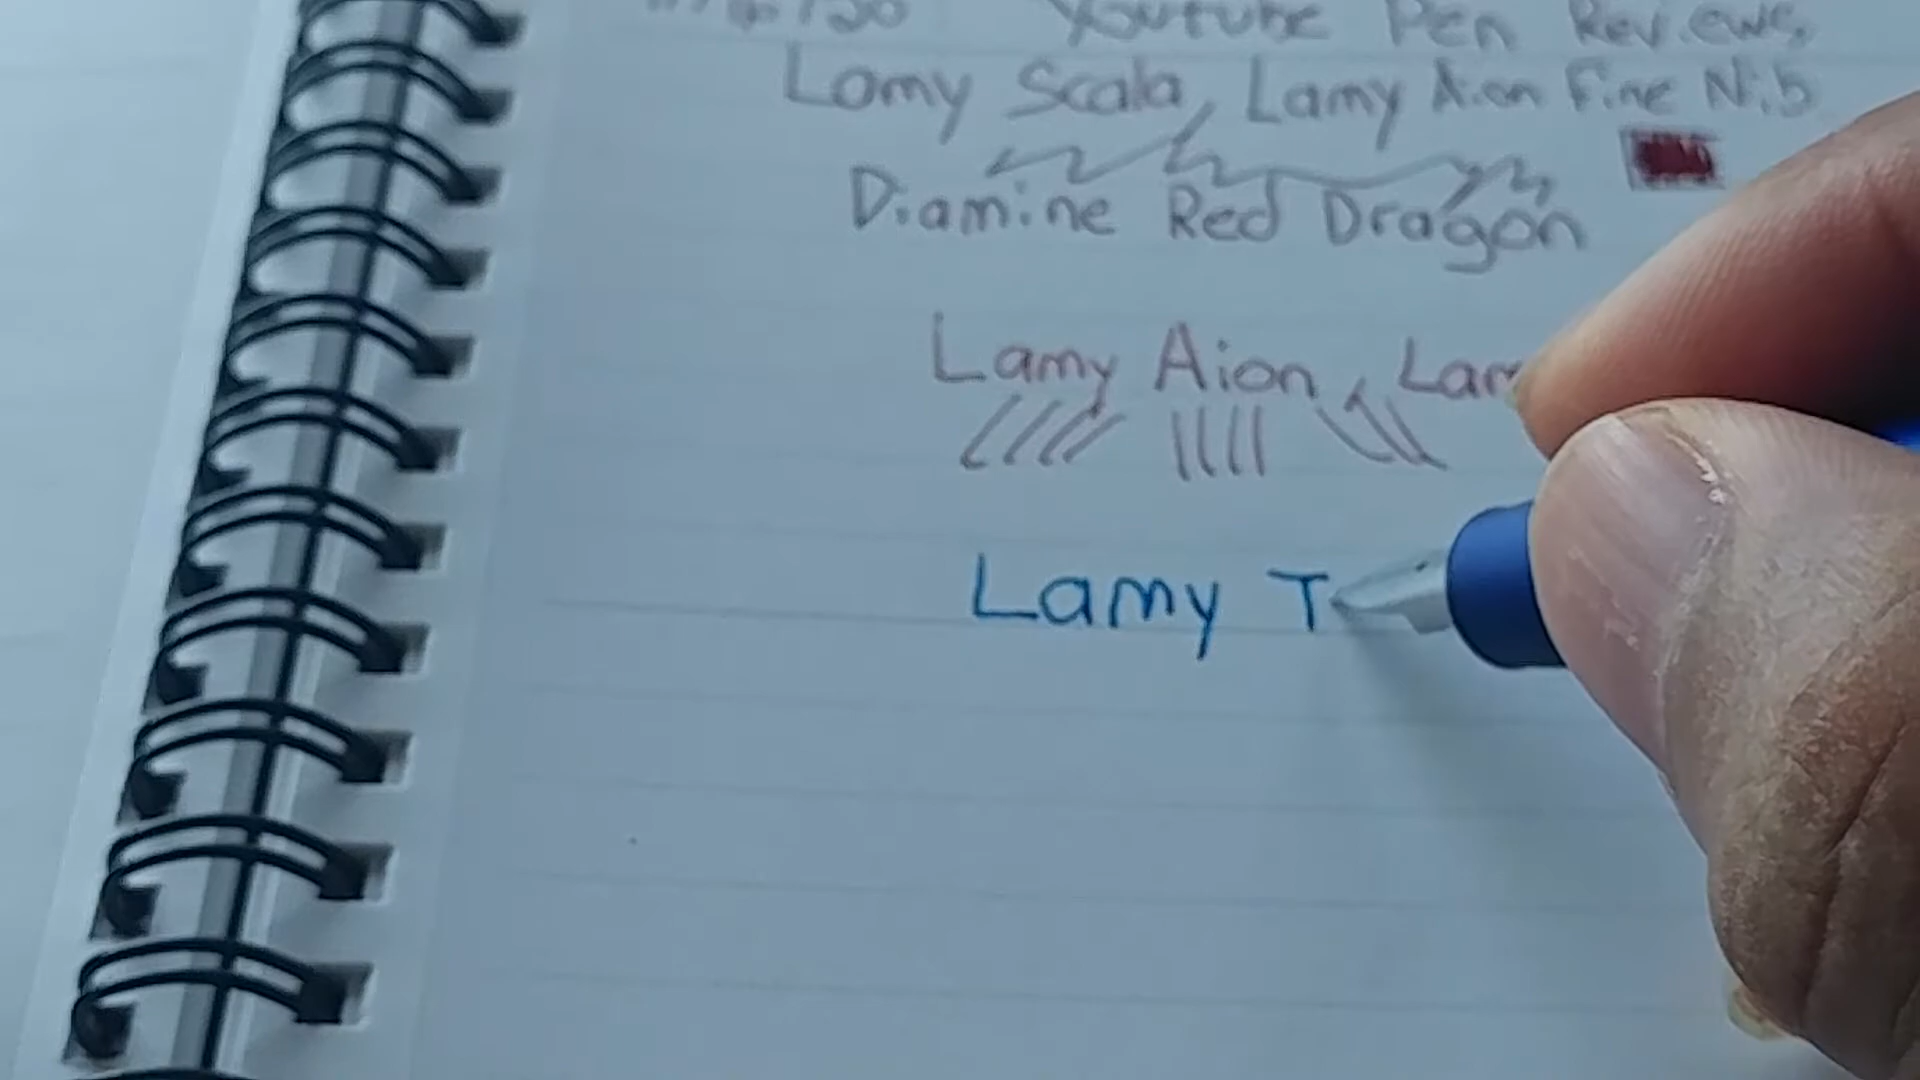 Youtube Pen Reviews,
Lamy Scala, Lamy Aion Fine Nib
Diamine Red Dragon
Lamy Aion, Lam
Lamy T